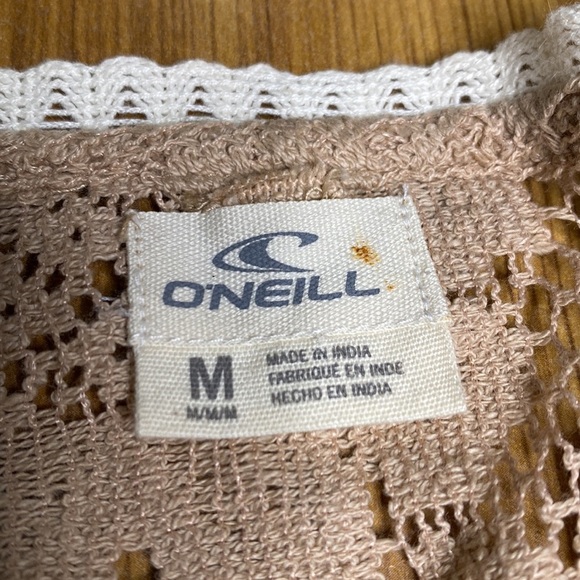 O'NEILL
M
M/M/M
MADE IN INDIA
FABRIQUE EN INDE
HECHO EN INDIA